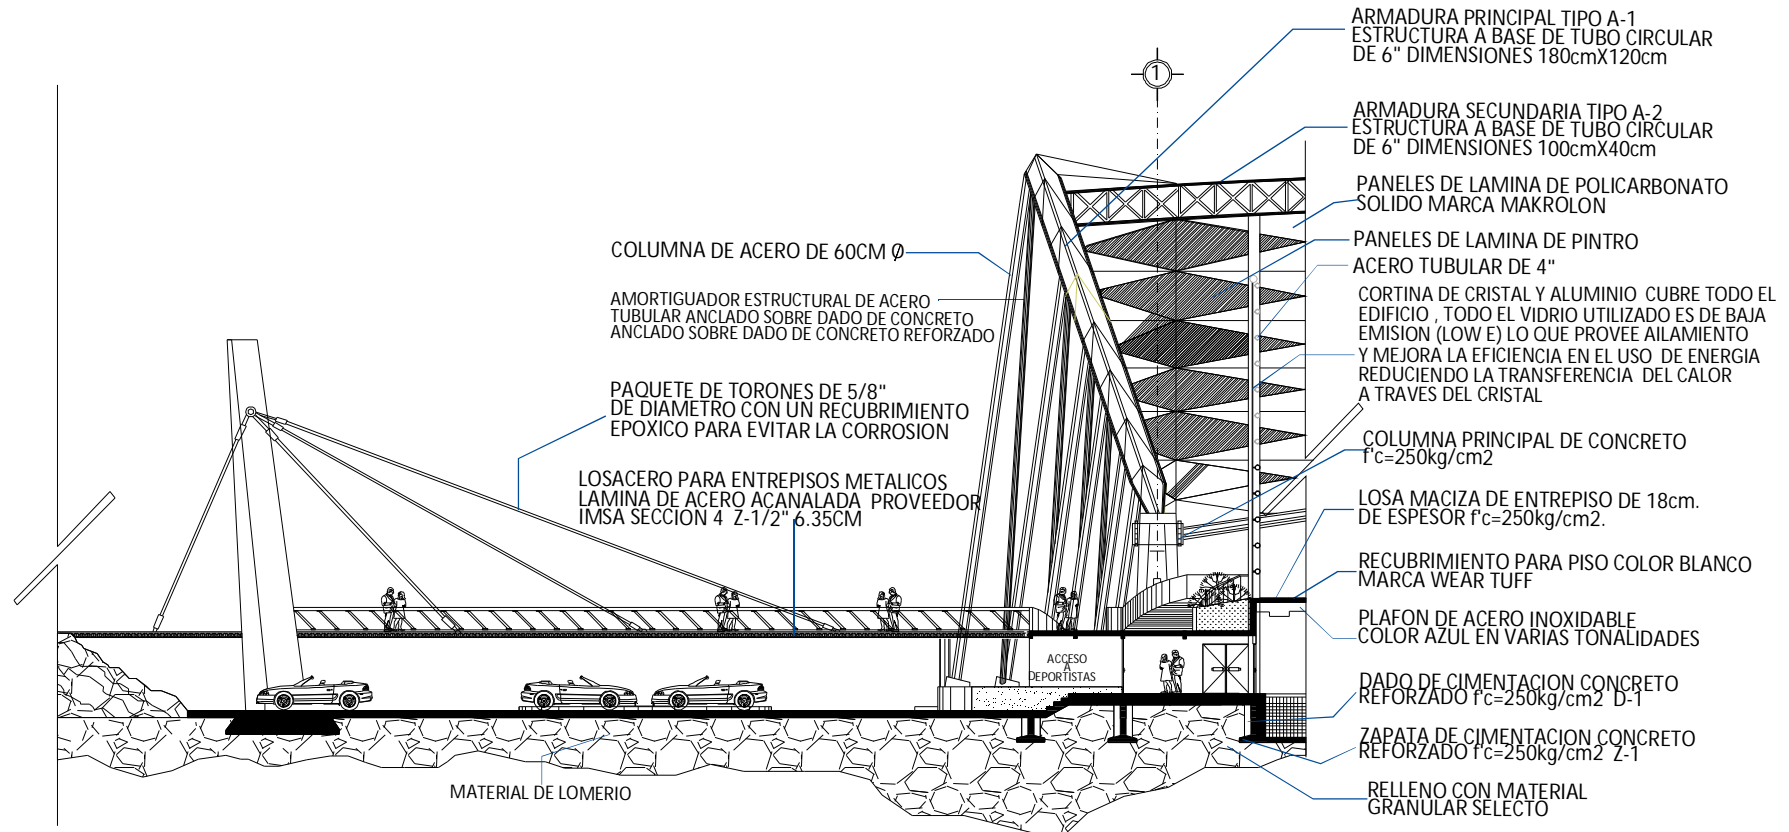 ARMADURA PRINCIPAL TIPO A-1
ESTRUCTURA A BASE DE TUBO CIRCULAR
DE 6" DIMENSIONES 180cmX120cm
1
ARMADURA SECUNDARIA TIPO A-2
ESTRUCTURA A BASE DE TUBO CIRCULAR
DE 6" DIMENSIONES 100cmX40cm
PANELES DE LAMINA DE POLICARBONATO
SOLIDO MARCA MAKROLON
PANELES DE LAMINA DE PINTRO
ACERO TUBULAR DE 4"
CORTINA DE CRISTAL Y ALUMINIO CUBRE TODO EL
EDIFICIO , TODO EL VIDRIO UTILIZADO ES DE BAJA
EMISION (LOW E) LO QUE PROVEE AILAMIENTO
Y MEJORA LA EFICIENCIA EN EL USO DE ENERGIA
REDUCIENDO LA TRANSFERENCIA DEL CALOR
A TRAVES DEL CRISTAL
COLUMNA PRINCIPAL DE CONCRETO
f'c=250kg/cm2
LOSA MACIZA DE ENTREPISO DE 18cm.
DE ESPESOR f'c=250kg/cm2.
RECUBRIMIENTO PARA PISO COLOR BLANCO
MARCA WEAR TUFF
PLAFON DE ACERO INOXIDABLE
COLOR AZUL EN VARIAS TONALIDADES
DADO DE CIMENTACION CONCRETO
REFORZADO f'c=250kg/cm2 D-1
ZAPATA DE CIMENTACION CONCRETO
REFORZADO f'c=250kg/cm2 Z-1
RELLENO CON MATERIAL
GRANULAR SELECTO
COLUMNA DE ACERO DE 60CM Ø
AMORTIGUADOR ESTRUCTURAL DE ACERO
TUBULAR ANCLADO SOBRE DADO DE CONCRETO
ANCLADO SOBRE DADO DE CONCRETO REFORZADO
PAQUETE DE TORONES DE 5/8"
DE DIAMETRO CON UN RECUBRIMIENTO
EPOXICO PARA EVITAR LA CORROSION
LOSACERO PARA ENTREPISOS METALICOS
LAMINA DE ACERO ACANALADA PROVEEDOR
IMSA SECCION 4 Z-1/2" 6.35CM
ACCESO
A
DEPORTISTAS
MATERIAL DE LOMERIO